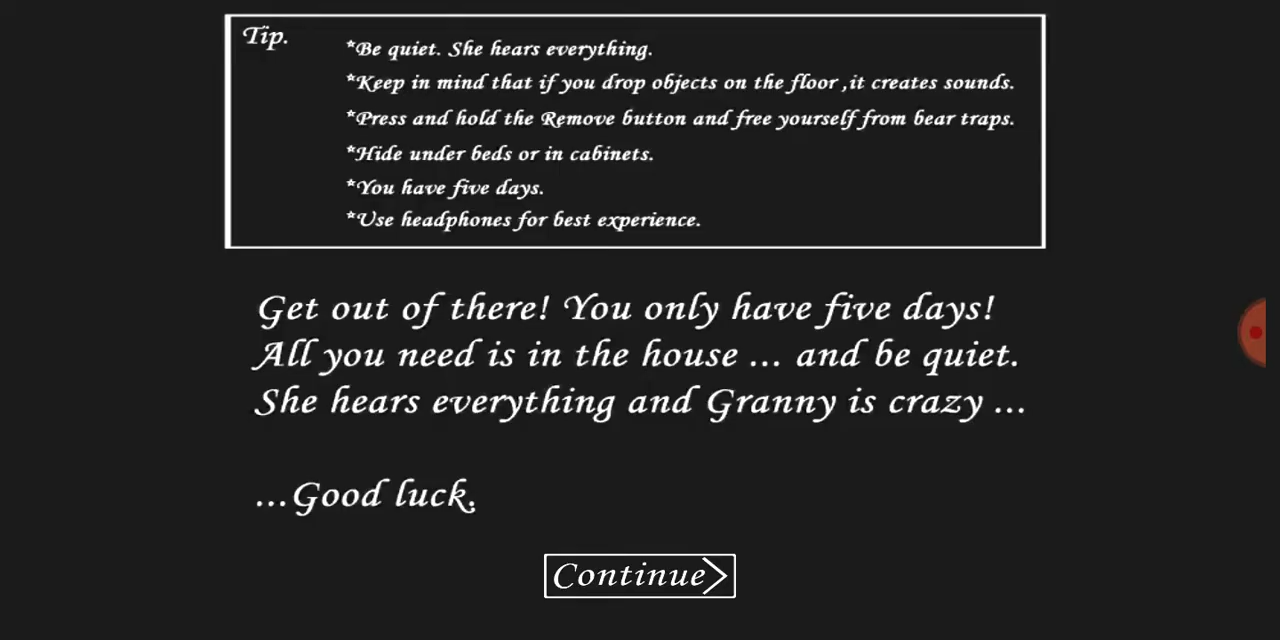 Tip.
*Be quiet. She hears everything.
*Keep in mind that if you drop objects on the floor ,it creates sounds.
*Press and hold the Remove button and free yourself from bear traps.
*Hide under beds or in cabinets.
*You have five days.
*Use headphones for best experience.
Get out of there! You only have five days!
All you need is in the house ... and be quiet.
She hears everything and Granny is crazy ...
...Good luck.
Continue>